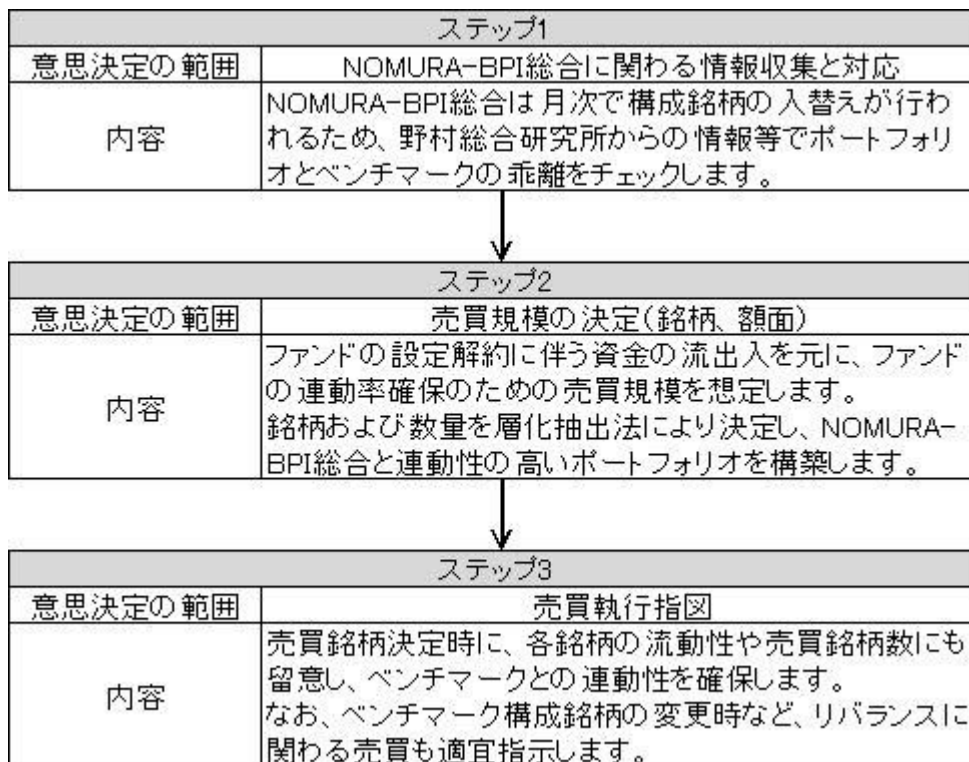 ステップ1
意思決定の範囲
NOMURA-BPI総合に関わる情報収集と対応
内容
NOMURA-BPI総合は月次で構成銘柄の入替えが行わ
れるため、野村総合研究所からの情報等でポートフォリ
オとベンチマークの乖離をチェックします。
ステップ2
意思決定の範囲
売買規模の決定(銘柄、額面)
内容
ファンドの設定解約に伴う資金の流出入を元に、ファンド
の連動率確保のための売買規模を想定します。
銘柄および数量を層化抽出法により決定し、NOMURA-
BPI総合と連動性の高いポートフォリオを構築します。
ステップ3
意思決定の範囲
売買執行指図
内容
売買銘柄決定時に、各銘柄の流動性や売買銘柄数にも
留意し、ベンチマークとの連動性を確保します。
なお、ベンチマーク構成銘柄の変更時など、リバランスに
関わる売買も適宜指示します。